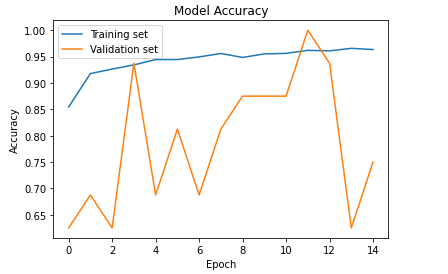 Model Accuracy
Training set
Validation set
Accuracy
1.00
0.95
0.90
0.85
0.80
0.75
0.70
0.65
0 2 4 6 8 10 12 14
Epoch